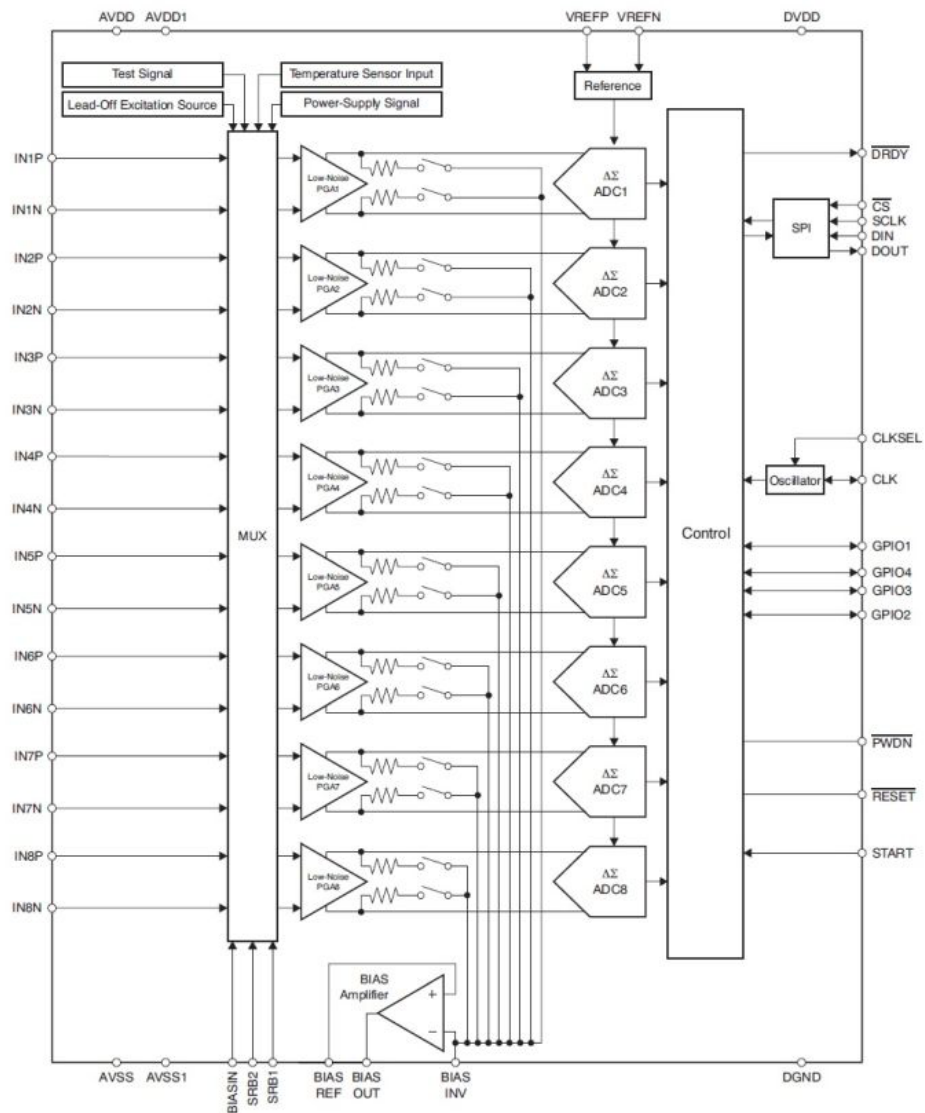 AVDD AVDD1 VREFP VREFN DVDD
Test Signal
Temperature Sensor Input
Lead-Off Excitation Source
Power-Supply Signal
Reference
IN1P
IN1N
IN2P
IN2N
IN3P
IN3N
IN4P
IN4N
IN5P
IN5N
IN6P
IN6N
IN7P
IN7N
IN8P
IN8N
MUX
Low-Noise
PGA1
Low-Noise
PGA2
Low-Noise
PGA3
Low-Noise
PGA4
Low-Noise
PGA5
Low-Noise
PGA6
Low-Noise
PGA7
Low-Noise
PGA8
ΔΣ
ADC1
ΔΣ
ADC2
ΔΣ
ADC3
ΔΣ
ADC4
ΔΣ
ADC5
ΔΣ
ADC6
ΔΣ
ADC7
ΔΣ
ADC8
Control
SPI
Oscillator
DRDY
CS
SCLK
DIN
DOUT
CLKSEL
CLK
GPIO1
GPIO4
GPIO3
GPIO2
PWDN
RESET
START
BIAS
Amplifier
+
−
AVSS AVSS1
BIASIN
SRB2
SRB1
BIAS
REF
BIAS
OUT
BIAS
INV
DGND